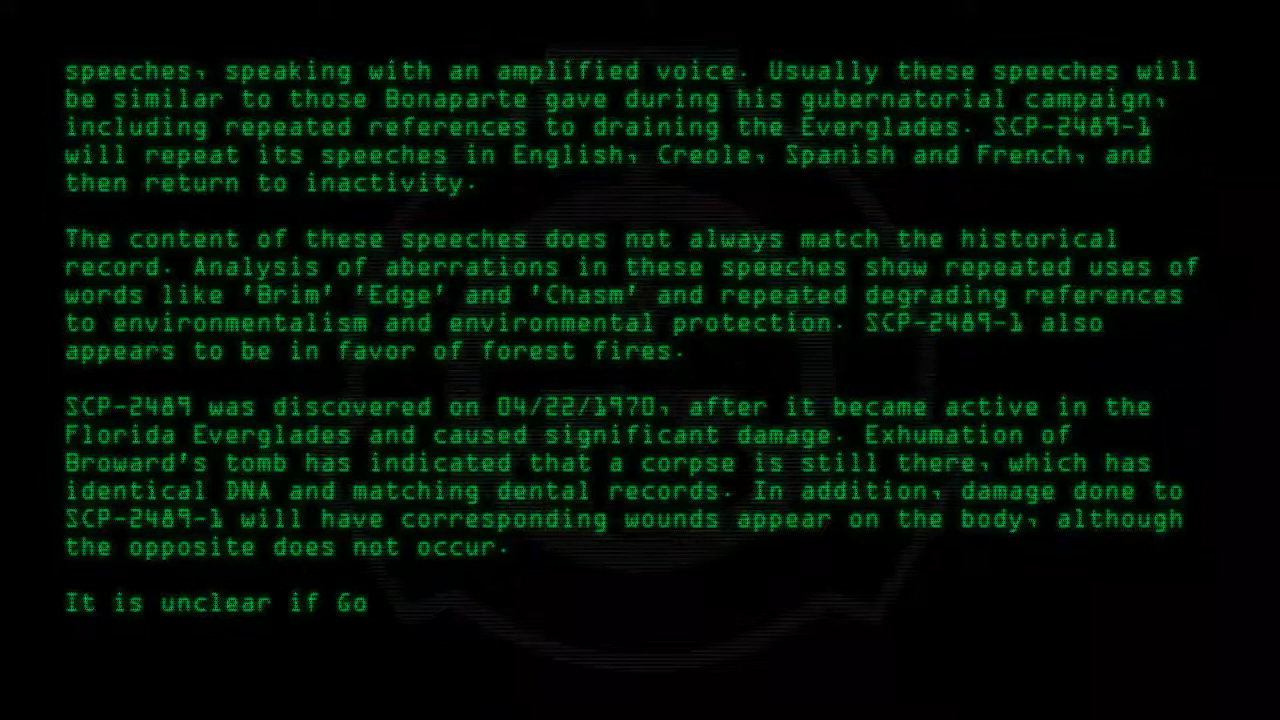 speeches, speaking with an amplified voice. Usually these speeches will
be similar to those Bonaparte gave during his gubernatorial campaign,
including repeated references to draining the Everglades. SCP-2489-1
will repeat its speeches in English, Creole, Spanish and French, and
then return to inactivity.
The content of these speeches does not always match the historical
record. Analysis of aberrations in these speeches show repeated uses of
words like 'Brim' 'Edge' and 'Chasm' and repeated degrading references
to environmentalism and environmental protection. SCP-2489-1 also
appears to be in favor of forest fires.
SCP-2489 was discovered on 04/22/1970, after it became active in the
Florida Everglades and caused significant damage. Exhumation of
Broward's tomb has indicated that a corpse is still there, which has
identical DNA and matching dental records. In addition, damage done to
SCP-2489-1 will have corresponding wounds appear on the body, although
the opposite does not occur.
It is unclear if Go